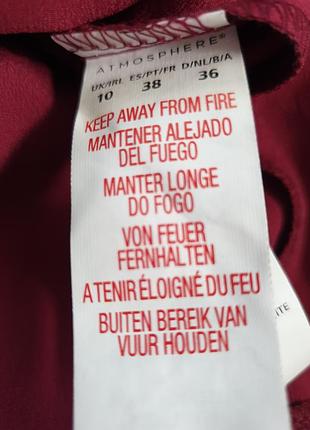 ATMOSPHERE®
UK/IRL ES/PT/FR D/NL/B/A
10 38 36
KEEP AWAY FROM FIRE
MANTENER ALEJADO
DEL FUEGO
MANTER LONGE
DO FOGO
VON FEUER
FERNHALTEN
A TENIR ÉLOIGNÉ DU FEU
BUITEN BEREIK VAN
VUUR HOUDEN